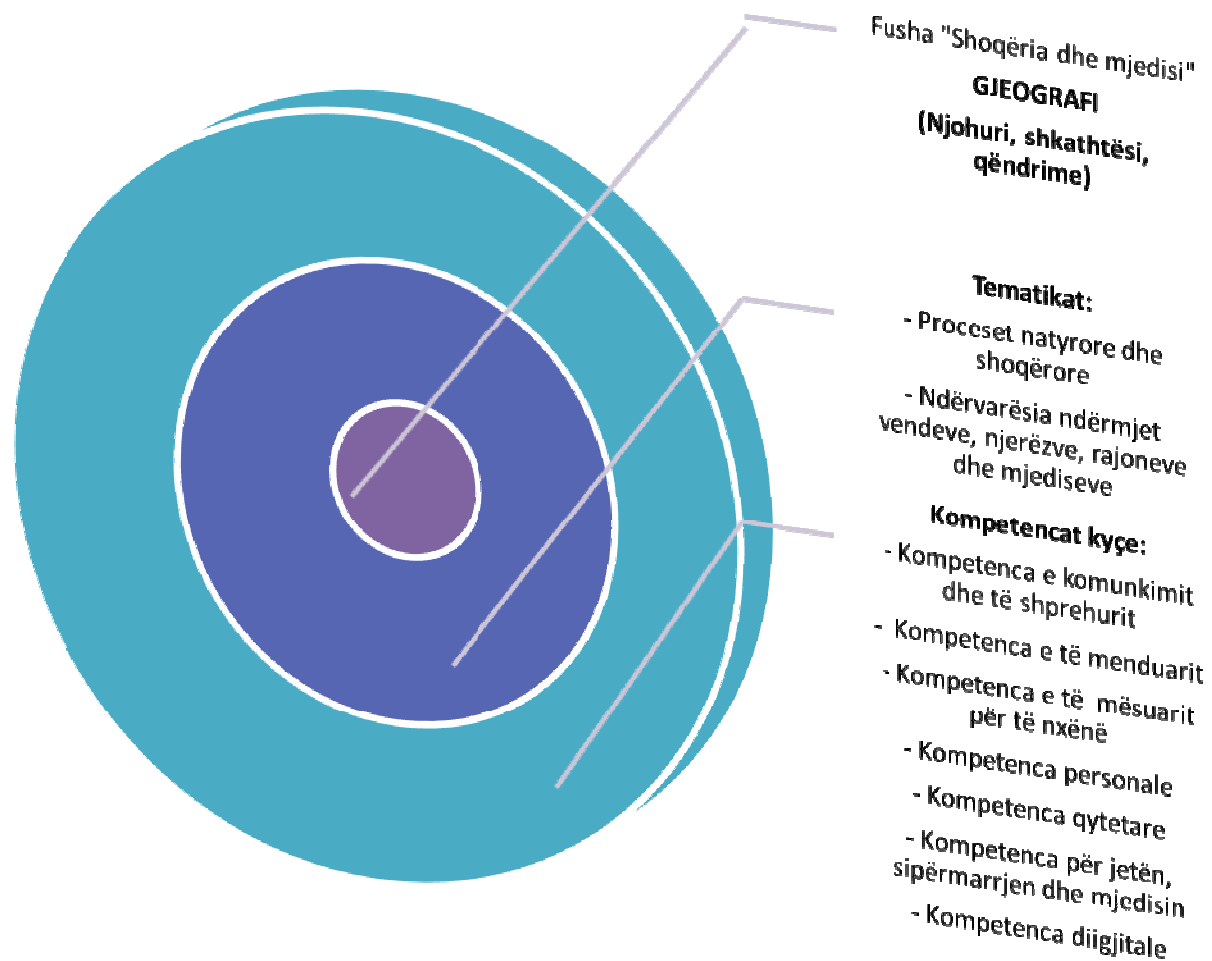 Fusha "Shoqëria dhe mjedisi"
GJEOGRAFI
(Njohuri, shkathtësi,
qëndrime)
Tematikat:
- Proceset natyrore dhe
shoqërore
- Ndërvarësia ndërmjet
vendeve, njerëzve, rajoneve
dhe mjediseve
Kompetencat kyçe:
- Kompetenca e komunkimit
dhe të shprehurit
- Kompetenca e të menduarit
- Kompetenca e të mësuarit
për të nxënë
- Kompetenca personale
- Kompetenca qytetare
- Kompetenca për jetën,
sipërmarrjen dhe mjedisin
- Kompetenca diigjitale